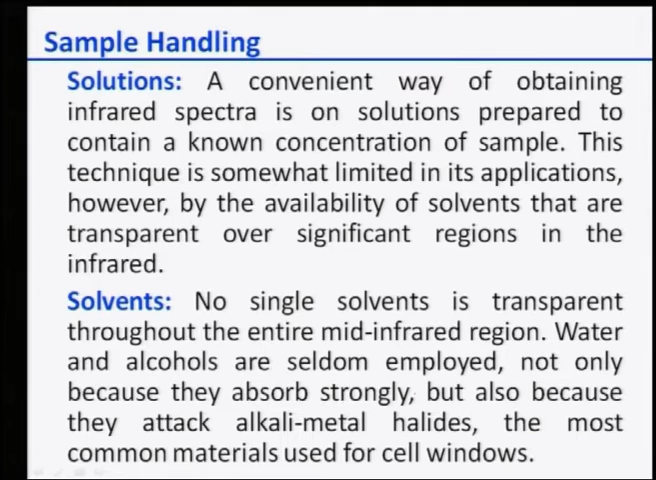 Sample Handling
Solutions: A convenient way of obtaining
infrared spectra is on solutions prepared to
contain a known concentration of sample. This
technique is somewhat limited in its applications,
however, by the availability of solvents that are
transparent over significant regions in the
infrared.
Solvents: No single solvents is transparent
throughout the entire mid-infrared region. Water
and alcohols are seldom employed, not only
because they absorb strongly, but also because
they attack alkali-metal halides, the most
common materials used for cell windows.